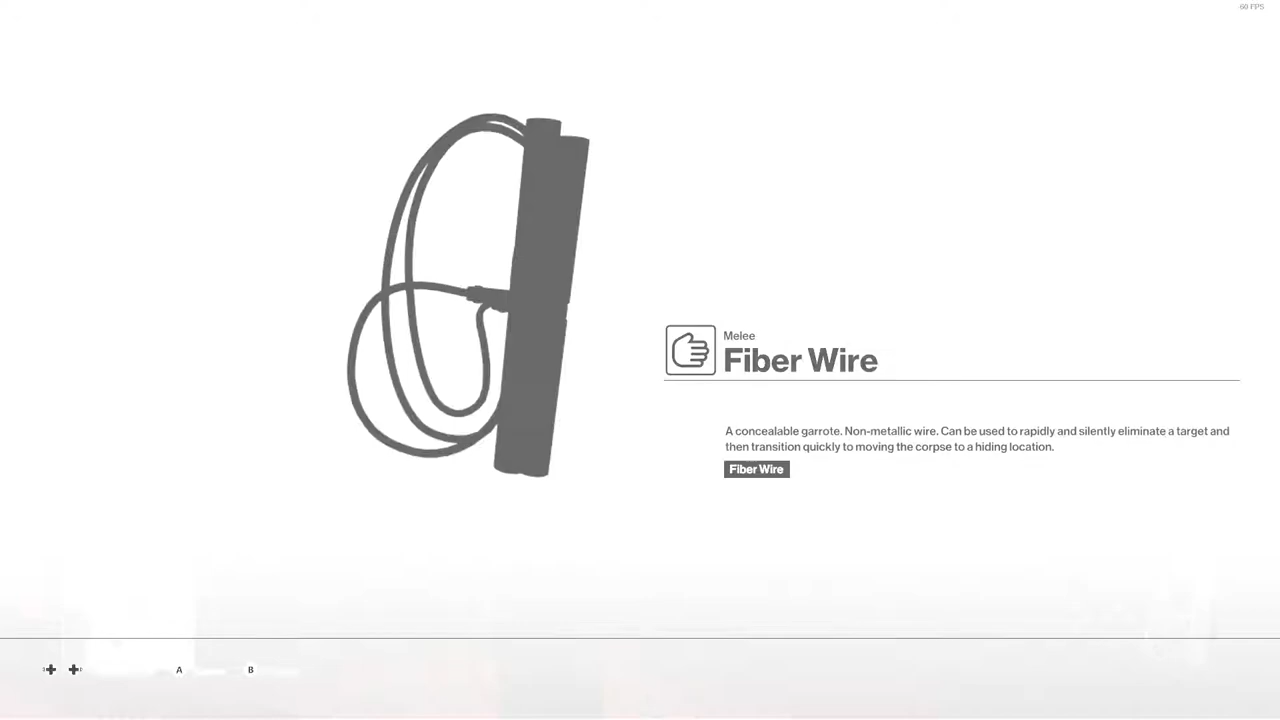 60 FPS
Melee
Fiber Wire
A concealable garrote. Non-metallic wire. Can be used to rapidly and silently eliminate a target and
then transition quickly to moving the corpse to a hiding location.
Fiber Wire
A B